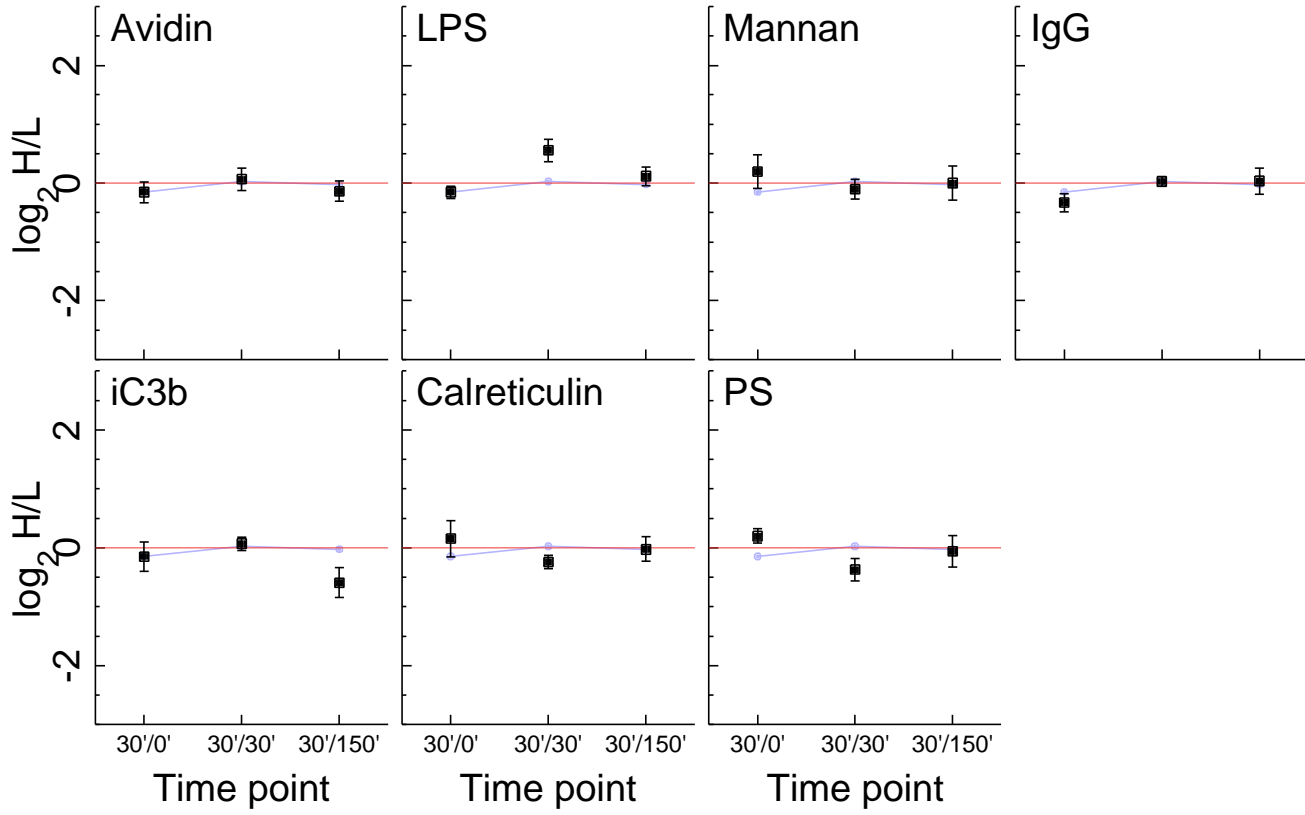 Avidin
LPS
Mannan
IgG
log2 H/L
2
0
-2
iC3b
Calreticulin
PS
log2 H/L
2
0
-2
30'/0' 30'/30' 30'/150'
30'/0' 30'/30' 30'/150'
30'/0' 30'/30' 30'/150'
Time point
Time point
Time point